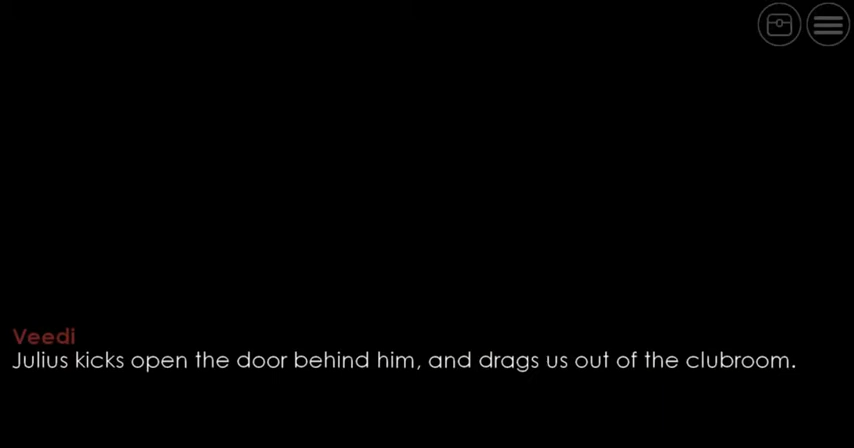 Veedi
Julius kicks open the door behind him, and drags us out of the clubroom.